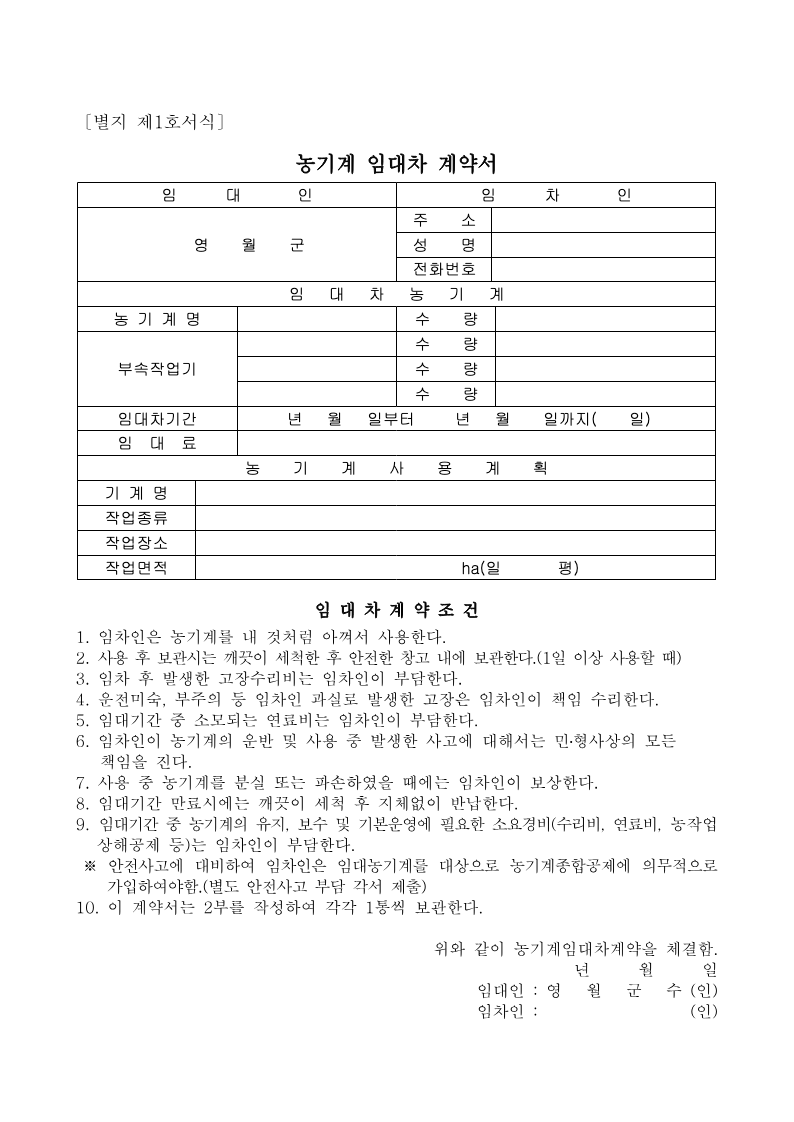 [별지 제1호서식]
농기계 임대차 계약서
임 대 인 임 차 인
영 월 군
주 소
성 명
전화번호
임 대 차 농 기 계
농 기 계 명 수 량
부속작업기
수 량
수 량
수 량
임대차기간 년 월 일부터 년 월 일까지( 일)
임 대 료
농 기 계 사 용 계 획
기 계 명
작업종류
작업장소
작업면적 ha(일 평)
임 대 차 계 약 조 건
1. 임차인은 농기계를 내 것처럼 아껴서 사용한다.
2. 사용 후 보관시는 깨끗이 세척한 후 안전한 창고 내에 보관한다.(1일 이상 사용할 때)
3. 임차 후 발생한 고장수리비는 임차인이 부담한다.
4. 운전미숙, 부주의 등 임차인 과실로 발생한 고장은 임차인이 책임 수리한다.
5. 임대기간 중 소모되는 연료비는 임차인이 부담한다.
6. 임차인이 농기계의 운반 및 사용 중 발생한 사고에 대해서는 민·형사상의 모든
책임을 진다.
7. 사용 중 농기계를 분실 또는 파손하였을 때에는 임차인이 보상한다.
8. 임대기간 만료시에는 깨끗이 세척 후 지체없이 반납한다.
9. 임대기간 중 농기계의 유지, 보수 및 기본운영에 필요한 소요경비(수리비, 연료비, 농작업
상해공제 등)는 임차인이 부담한다.
※ 안전사고에 대비하여 임차인은 임대농기계를 대상으로 농기계종합공제에 의무적으로
가입하여야함.(별도 안전사고 부담 각서 제출)
10. 이 계약서는 2부를 작성하여 각각 1통씩 보관한다.
위와 같이 농기계임대차계약을 체결함.
년 월 일
임대인 : 영 월 군 수 (인)
임차인 : (인)